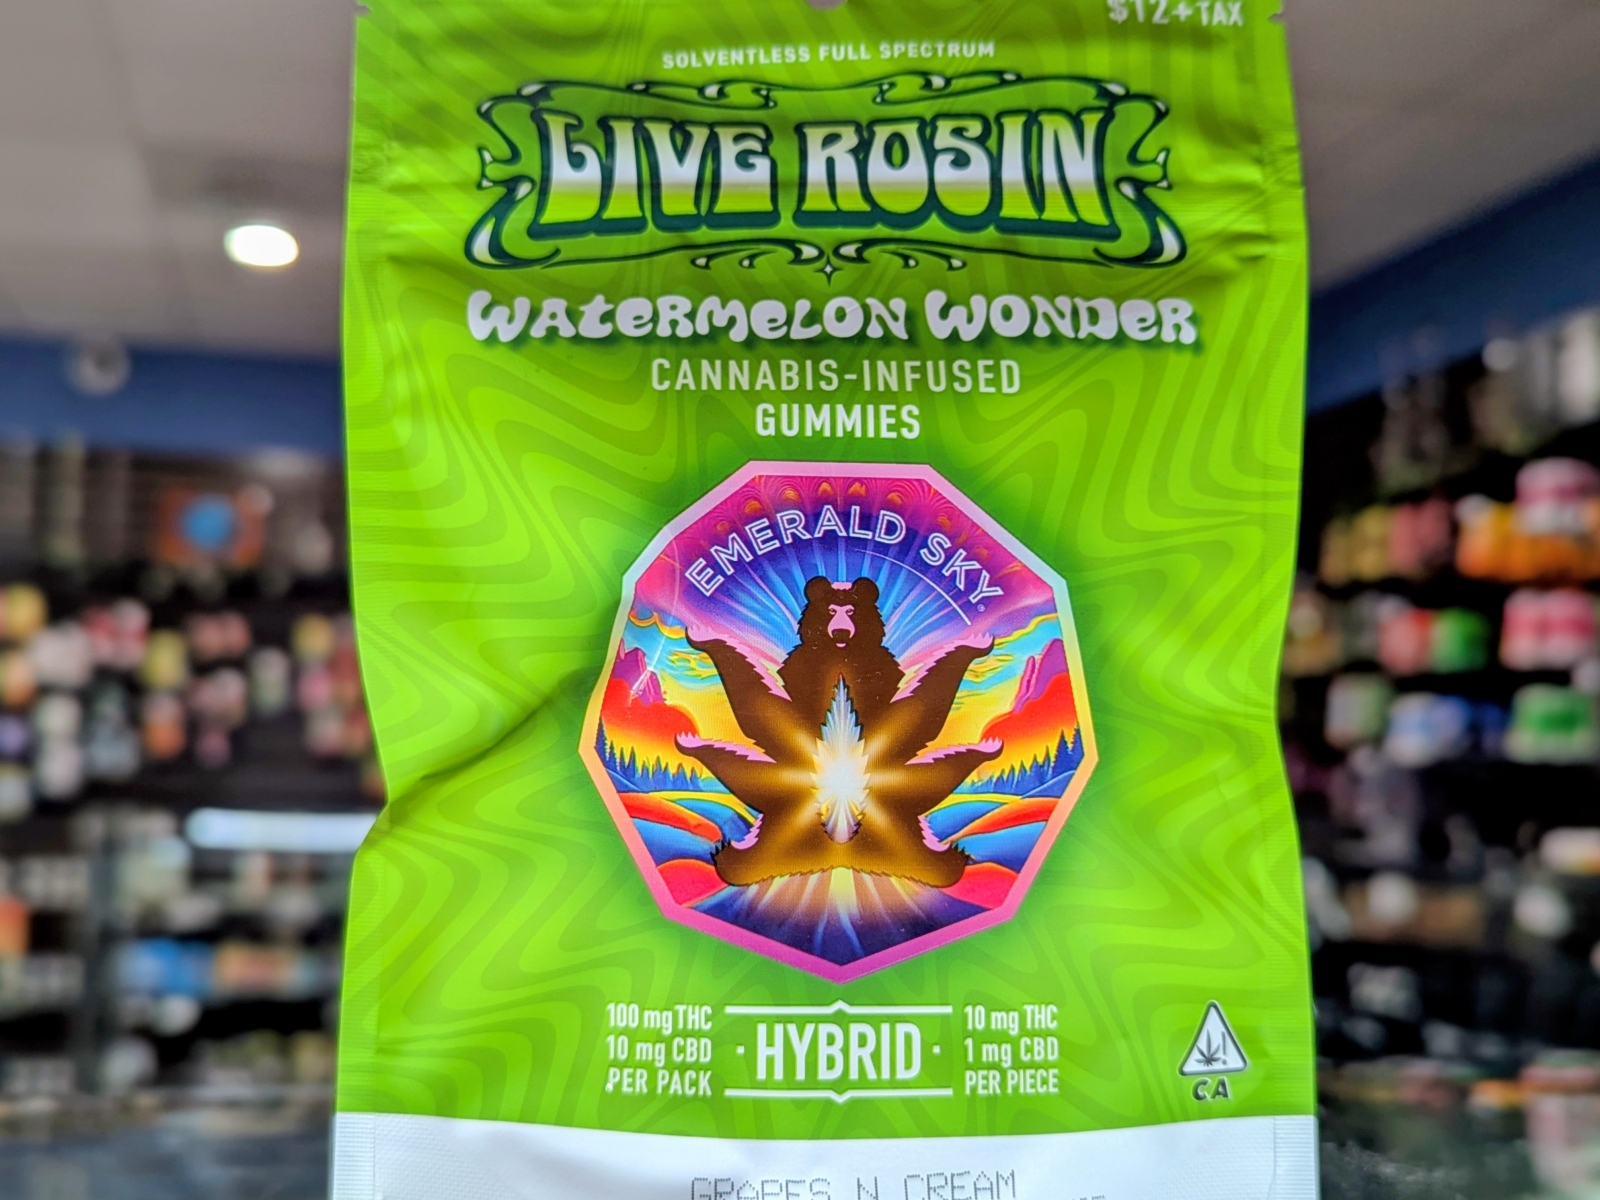 $12+TAX
SOLVENTLESS FULL SPECTRUM
LIVE ROSIN
WATERMELON WONDER
CANNABIS-INFUSED
GUMMIES
EMERALD SKY®
100 mg THC
10 mg CBD
PER PACK
· HYBRID ·
10 mg THC
1 mg CBD
PER PIECE
CA
GRAPES N CREAM